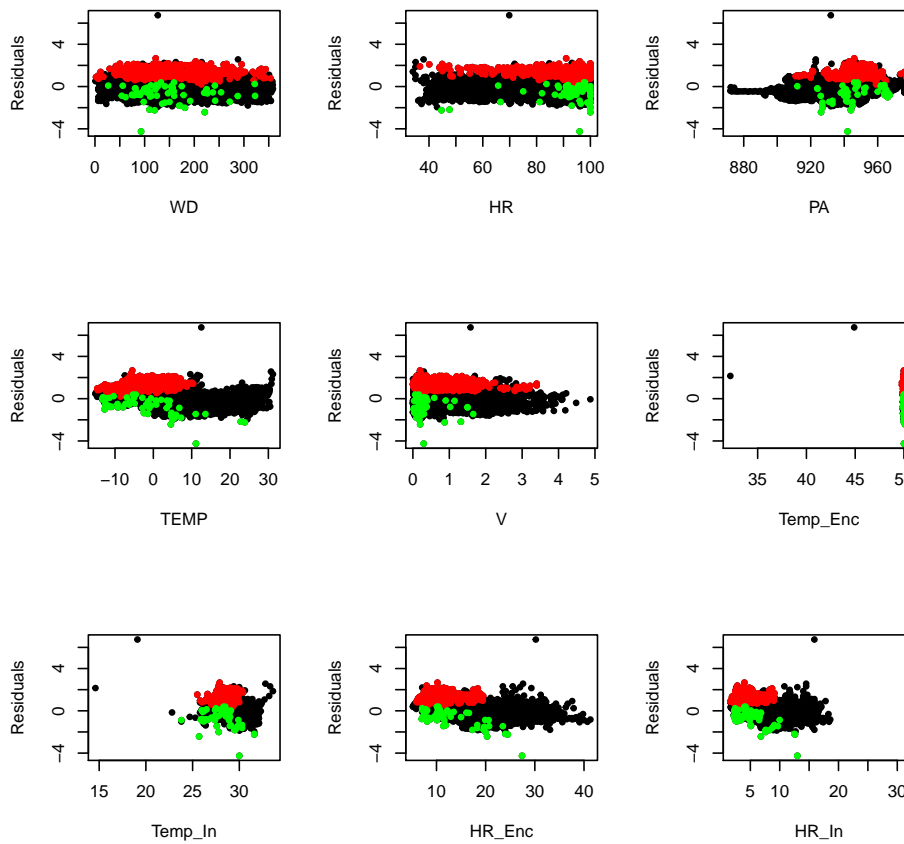 Residuals
4
0
−4
0 100 200 300
WD
Residuals
4
0
−4
40 60 80 100
HR
Residuals
4
0
−4
880 920 960
PA
Residuals
4
0
−4
−10 0 10 20 30
TEMP
Residuals
4
0
−4
0 1 2 3 4 5
V
Residuals
4
0
−4
35 40 45
Temp_Enc
Residuals
4
0
−4
15 20 25 30
Temp_In
Residuals
4
0
−4
10 20 30 40
HR_Enc
Residuals
4
0
−4
5 10 15 20
HR_In